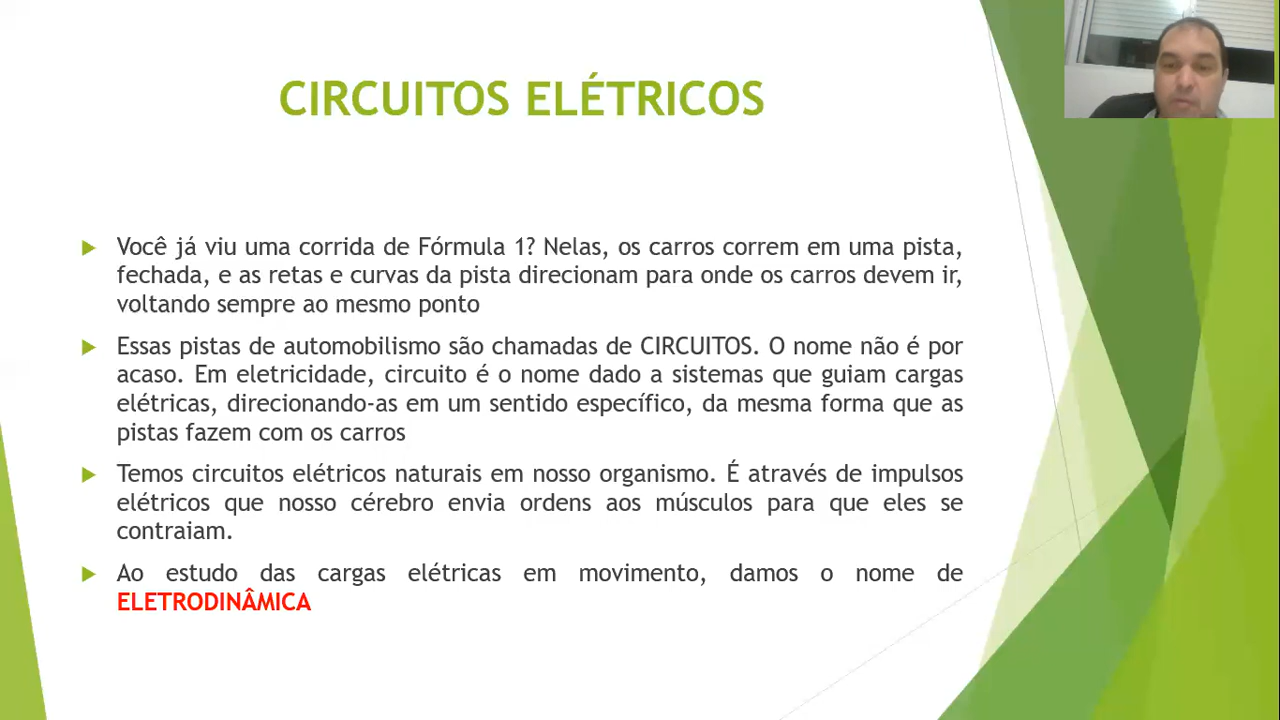 CIRCUITOS ELÉTRICOS
Você já viu uma corrida de Fórmula 1? Nelas, os carros correm em uma pista,
fechada, e as retas e curvas da pista direcionam para onde os carros devem ir,
voltando sempre ao mesmo ponto
Essas pistas de automobilismo são chamadas de CIRCUITOS. O nome não é por
acaso. Em eletricidade, circuito é o nome dado a sistemas que guiam cargas
elétricas, direcionando-as em um sentido específico, da mesma forma que as
pistas fazem com os carros
Temos circuitos elétricos naturais em nosso organismo. É através de impulsos
elétricos que nosso cérebro envia ordens aos músculos para que eles se
contraiam.
Ao estudo das cargas elétricas em movimento, damos o nome de
ELETRODINÂMICA